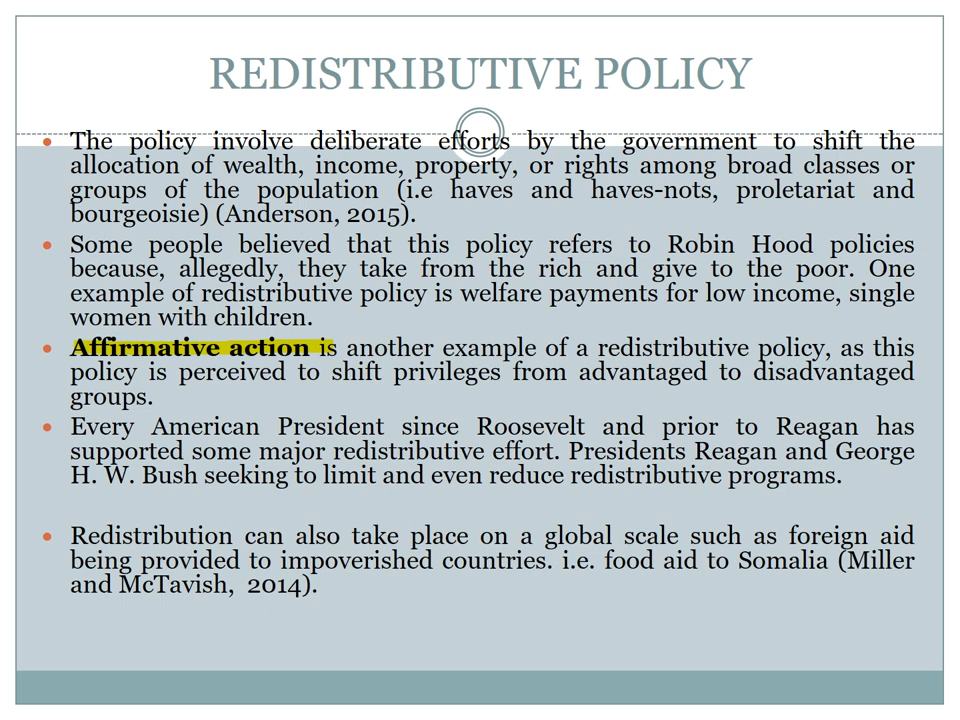 REDISTRIBUTIVE POLICY
• The policy involve deliberate efforts by the government to shift the
allocation of wealth, income, property, or rights among broad classes or
groups of the population (i.e haves and haves-nots, proletariat and
bourgeoisie) (Anderson, 2015).
• Some people believed that this policy refers to Robin Hood policies
because, allegedly, they take from the rich and give to the poor. One
example of redistributive policy is welfare payments for low income, single
women with children.
• Affirmative action is another example of a redistributive policy, as this
policy is perceived to shift privileges from advantaged to disadvantaged
groups.
• Every American President since Roosevelt and prior to Reagan has
supported some major redistributive effort. Presidents Reagan and George
H. W. Bush seeking to limit and even reduce redistributive programs.
• Redistribution can also take place on a global scale such as foreign aid
being provided to impoverished countries. i.e. food aid to Somalia (Miller
and McTavish, 2014).